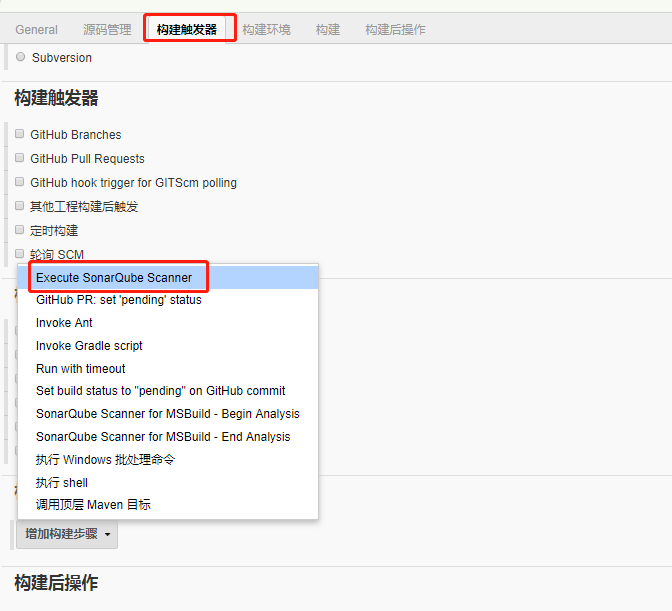 General 源码管理 构建触发器 构建环境 构建 构建后操作
Subversion
构建触发器
GitHub Branches
GitHub Pull Requests
GitHub hook trigger for GITScm polling
其他工程构建后触发
定时构建
轮询 SCM
Execute SonarQube Scanner
GitHub PR: set 'pending' status
Invoke Ant
Invoke Gradle script
Run with timeout
Set build status to "pending" on GitHub commit
SonarQube Scanner for MSBuild - Begin Analysis
SonarQube Scanner for MSBuild - End Analysis
执行 Windows 批处理命令
执行 shell
调用顶层 Maven 目标
增加构建步骤
构建后操作